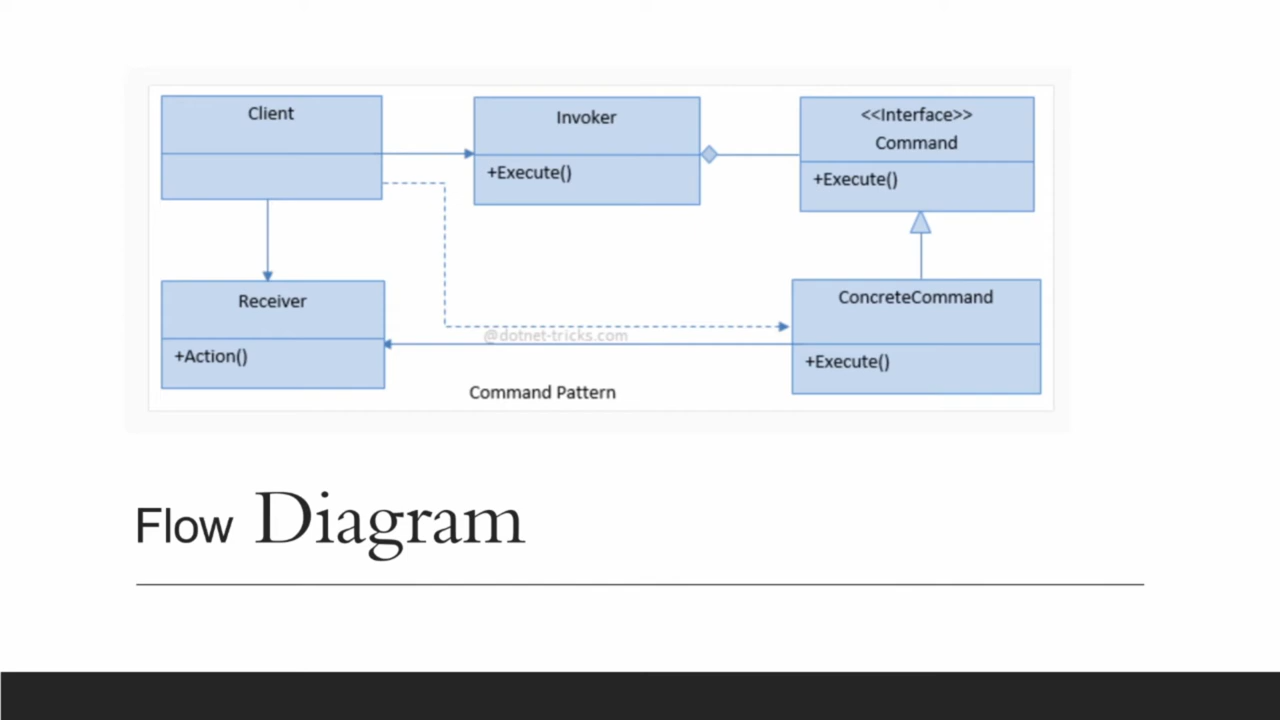 Client
Invoker
+Execute()
<<Interface>>
Command
+Execute()
Receiver
+Action()
ConcreteCommand
+Execute()
@dotnet-tricks.com
Command Pattern
Flow Diagram